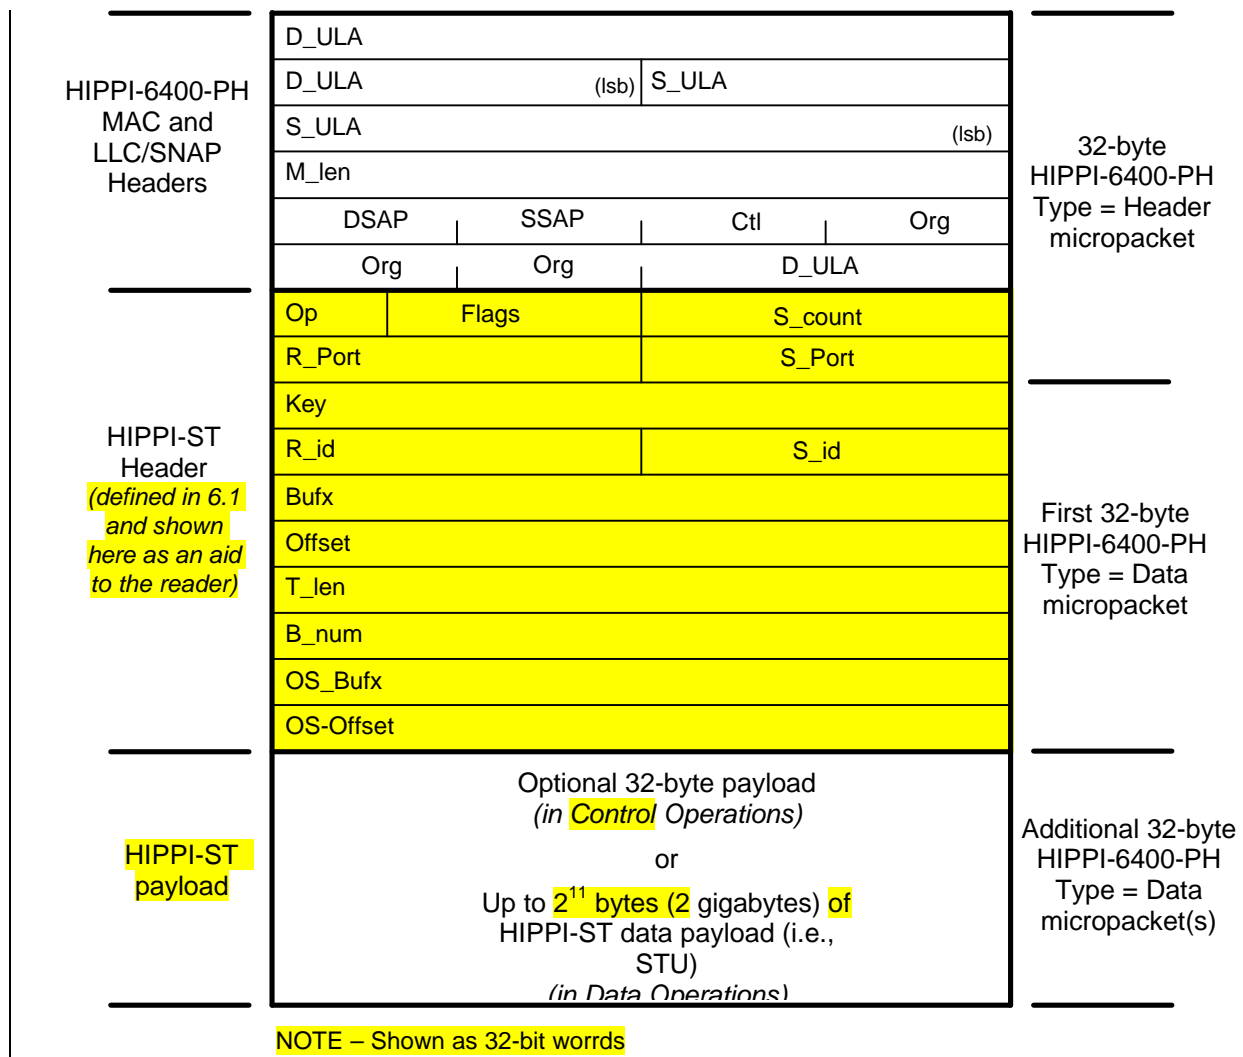 HIPPI-6400-PH
MAC and
LLC/SNAP
Headers
D_ULA
D_ULA (lsb) S_ULA
S_ULA (lsb)
M_len
DSAP SSAP Ctl Org
Org Org D_ULA
32-byte
HIPPI-6400-PH
Type = Header
micropacket
HIPPI-ST
Header
(defined in 6.1
and shown
here as an aid
to the reader)
Op Flags S_count
R_Port S_Port
Key
R_id S_id
Bufx
Offset
T_len
B_num
OS_Bufx
OS-Offset
First 32-byte
HIPPI-6400-PH
Type = Data
micropacket
HIPPI-ST
payload
Optional 32-byte payload
(in Control Operations)
or
Up to 2^11 bytes (2 gigabytes) of
HIPPI-ST data payload (i.e.,
STU)
(in Data Operations)
Additional 32-byte
HIPPI-6400-PH
Type = Data
micropacket(s)
NOTE – Shown as 32-bit worrds